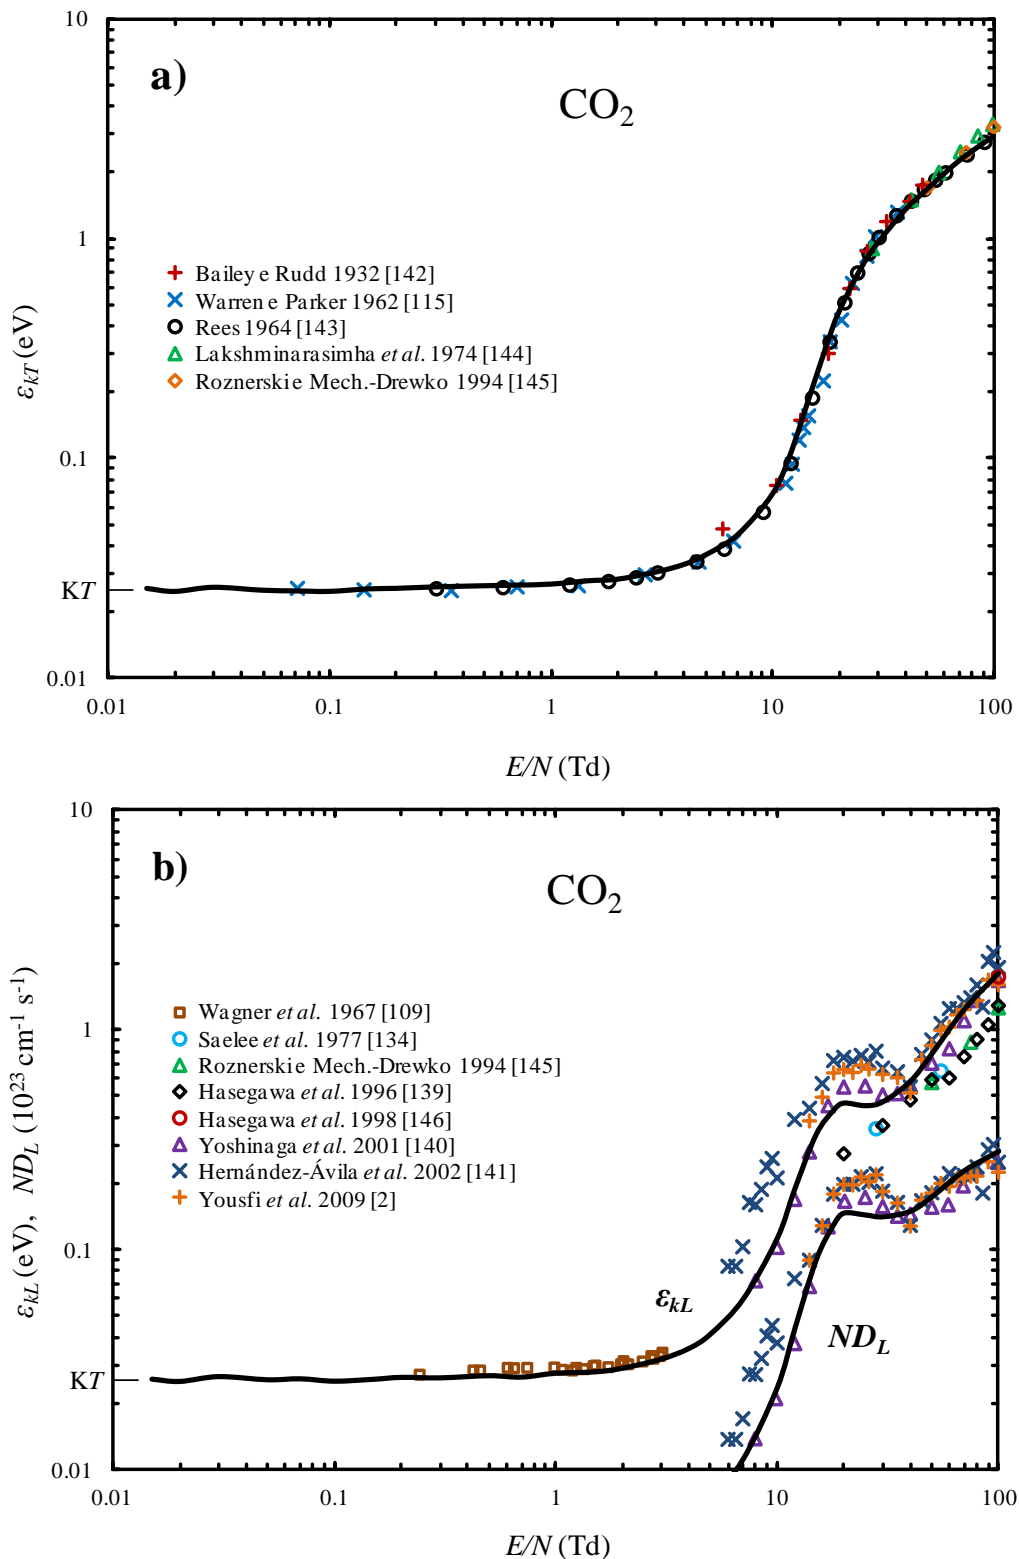 10
a)
CO2
1
Bailey e Rudd 1932 [142]
Warren e Parker 1962 [115]
Rees 1964 [143]
Lakshminarasimha et al. 1974 [144]
Roznerski e Mech.-Drewko 1994 [145]
εkT (eV)
0.1
KT
0.01
0.01 0.1 1 10 100
E/N (Td)
10
b)
CO2
Wagner et al. 1967 [109]
Saelee et al. 1977 [134]
Roznerski e Mech.-Drewko 1994 [145]
Hasegawa et al. 1996 [139]
Hasegawa et al. 1998 [146]
Yoshinaga et al. 2001 [140]
Hernández-Ávila et al. 2002 [141]
Yousfi et al. 2009 [2]
1
εkL (eV), NDL (10^23 cm^-1 s^-1)
0.1
εkL
NDL
KT
0.01
0.01 0.1 1 10 100
E/N (Td)